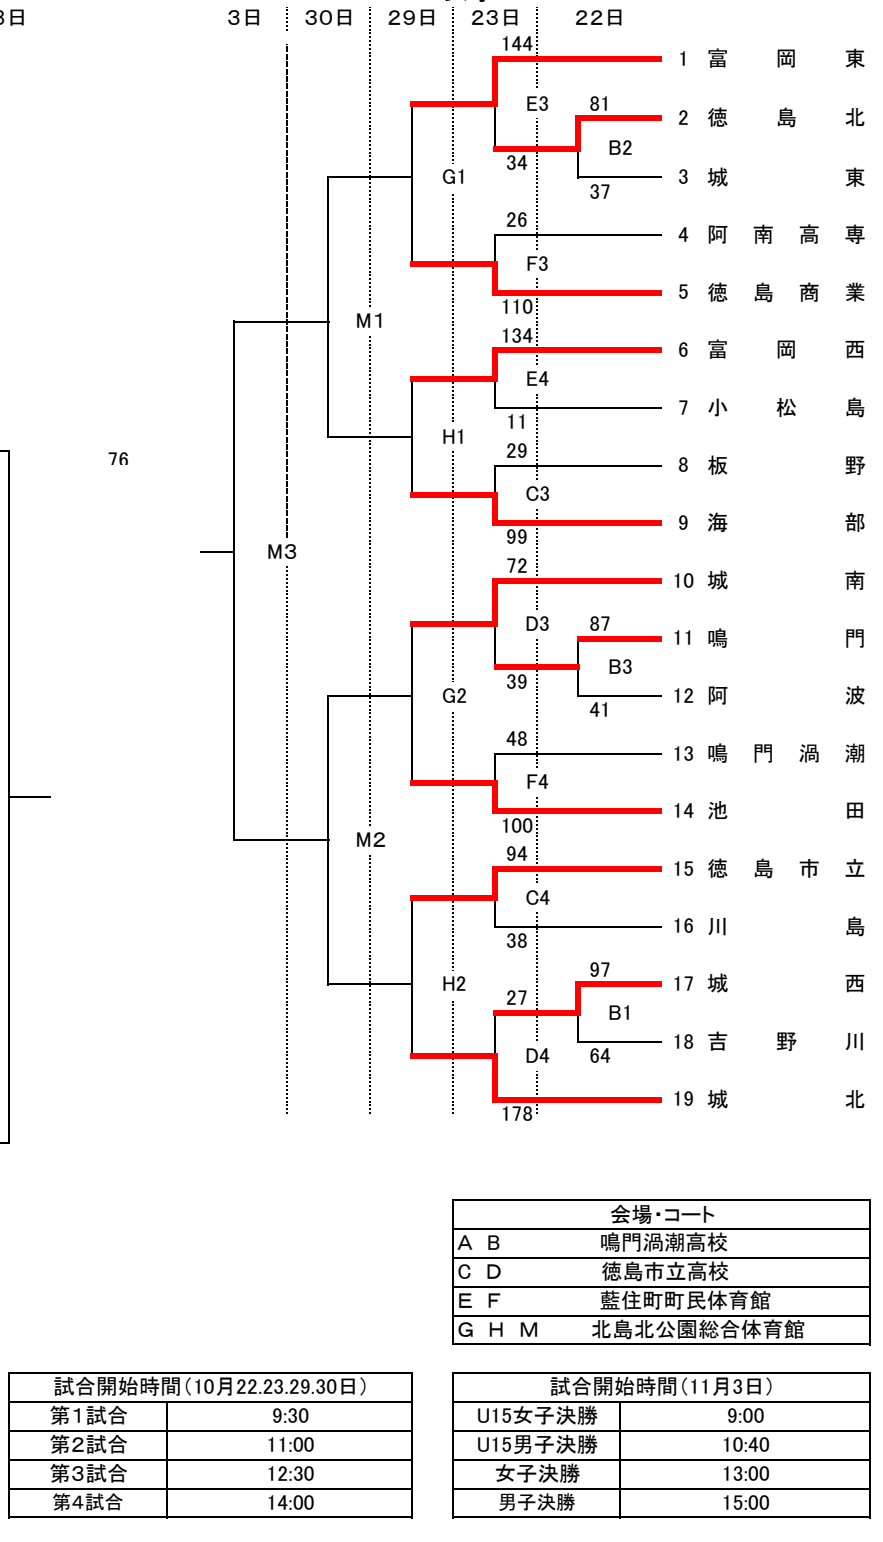 3日 30日 29日 23日 22日
144
1 富岡東
E3 81
2 徳島北
34 B2
G1 3 城東
37
26
4 阿南高専
F3
5 徳島商業
110
M1
134
6 富岡西
E4
7 小松島
11
H1
29
8 板野
76
C3
9 海部
99
M3
72
10 城南
D3 87
11 鳴門
B3
39
G2 12 阿波
41
48
13 鳴門渦潮
F4
14 池田
100
M2
94
15 徳島市立
C4
16 川島
38
97
H2 17 城西
27
B1
18 吉野川
D4 64
19 城北
178
会場・コート
A B 鳴門渦潮高校
C D 徳島市立高校
E F 藍住町町民体育館
G H M 北島北公園総合体育館
試合開始時間(10月22.23.29.30日)
第1試合 9:30
第2試合 11:00
第3試合 12:30
第4試合 14:00
試合開始時間(11月3日)
U15女子決勝 9:00
U15男子決勝 10:40
女子決勝 13:00
男子決勝 15:00